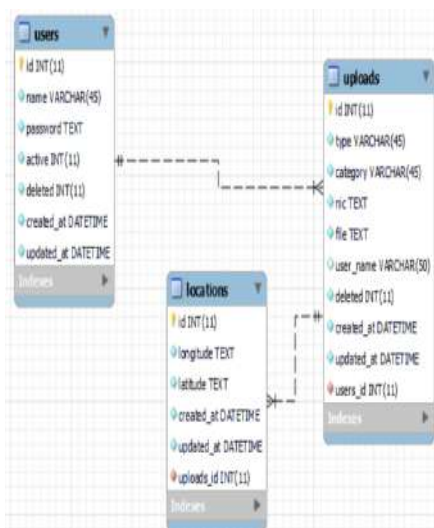 users
id INT(11)
name VARCHAR(45)
password TEXT
active INT(11)
deleted INT(11)
created_at DATETIME
updated_at DATETIME
Indexes
uploads
id INT(11)
type VARCHAR(45)
category VARCHAR(45)
nic TEXT
file TEXT
user_name VARCHAR(50)
deleted INT(11)
created_at DATETIME
updated_at DATETIME
users_id INT(11)
Indexes
locations
id INT(11)
longitude TEXT
latitude TEXT
created_at DATETIME
updated_at DATETIME
uploads_id INT(11)
Indexes